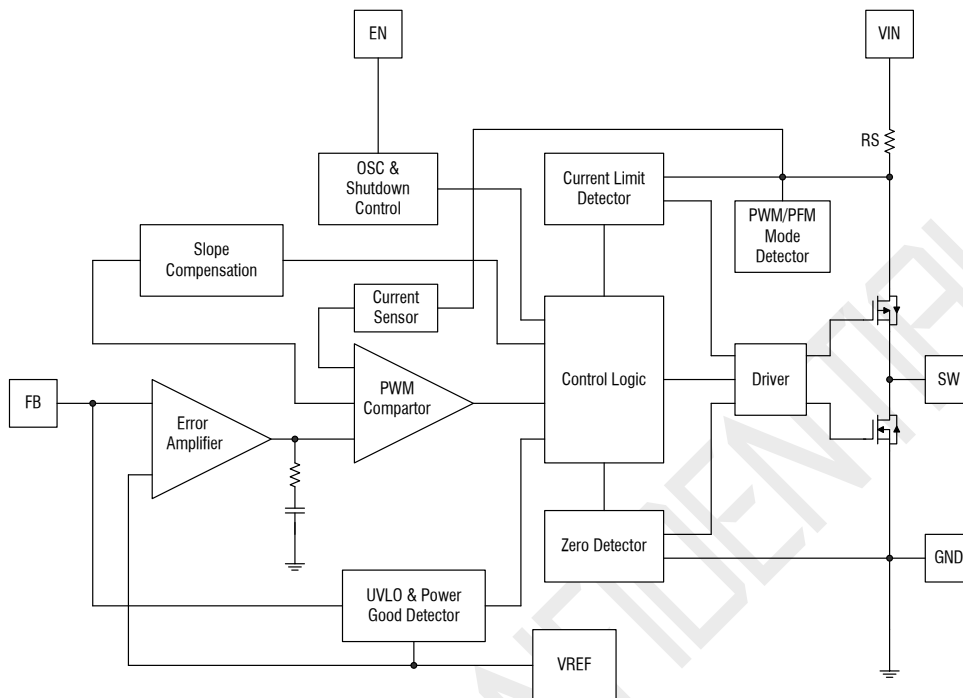 EN
VIN
RS
OSC &
Shutdown
Control
Current Limit
Detector
PWM/PFM
Mode
Detector
Slope
Compensation
Current
Sensor
PWM
Compartor
Control Logic
Driver
SW
FB
Error
Amplifier
Zero Detector
GND
UVLO & Power
Good Detector
VREF